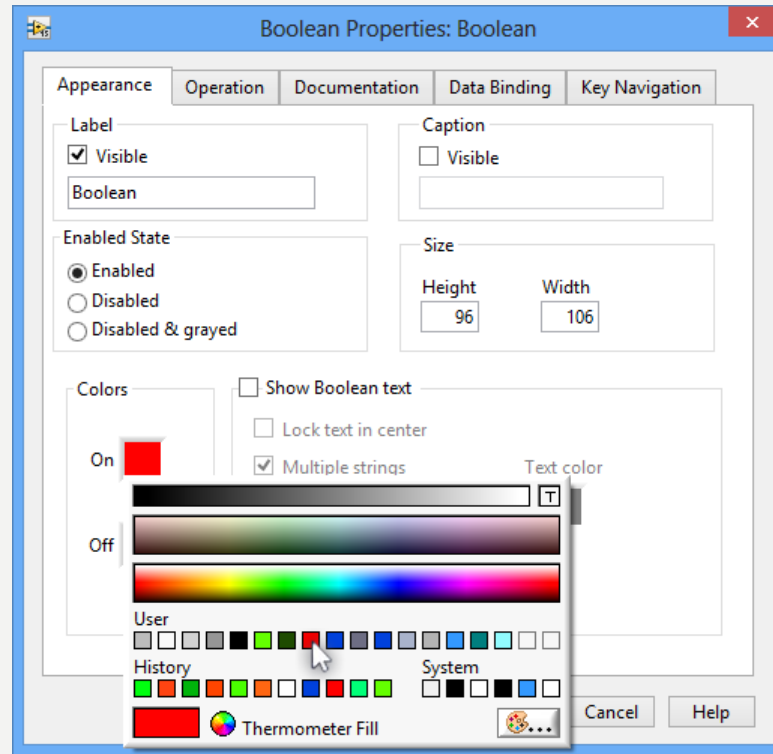 Boolean Properties: Boolean
Appearance Operation Documentation Data Binding Key Navigation
Label Caption
Visible Visible
Boolean
Enabled State Size
Enabled Height Width
Disabled 96 106
Disabled & grayed
Colors Show Boolean text
Lock text in center
On Multiple strings Text color
T
Off
User
History System
Thermometer Fill ... Cancel Help